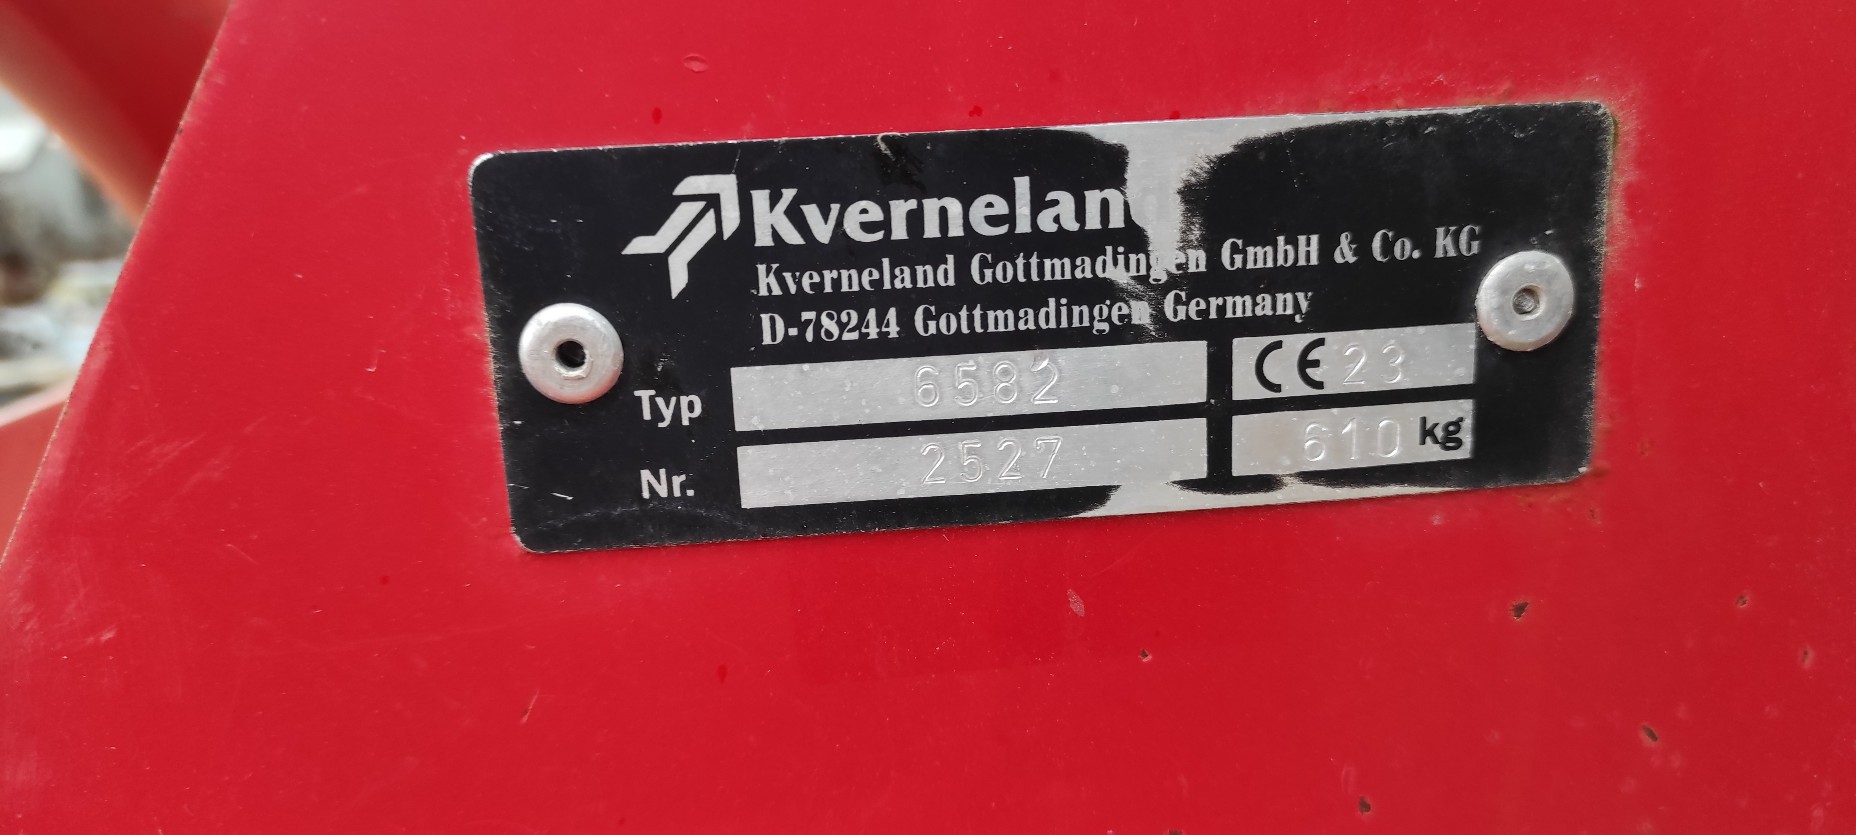 Kverneland
Kverneland Gottmadingen GmbH & Co. KG
D-78244 Gottmadingen Germany
Typ 6582 CE 23
Nr. 2527 610 kg